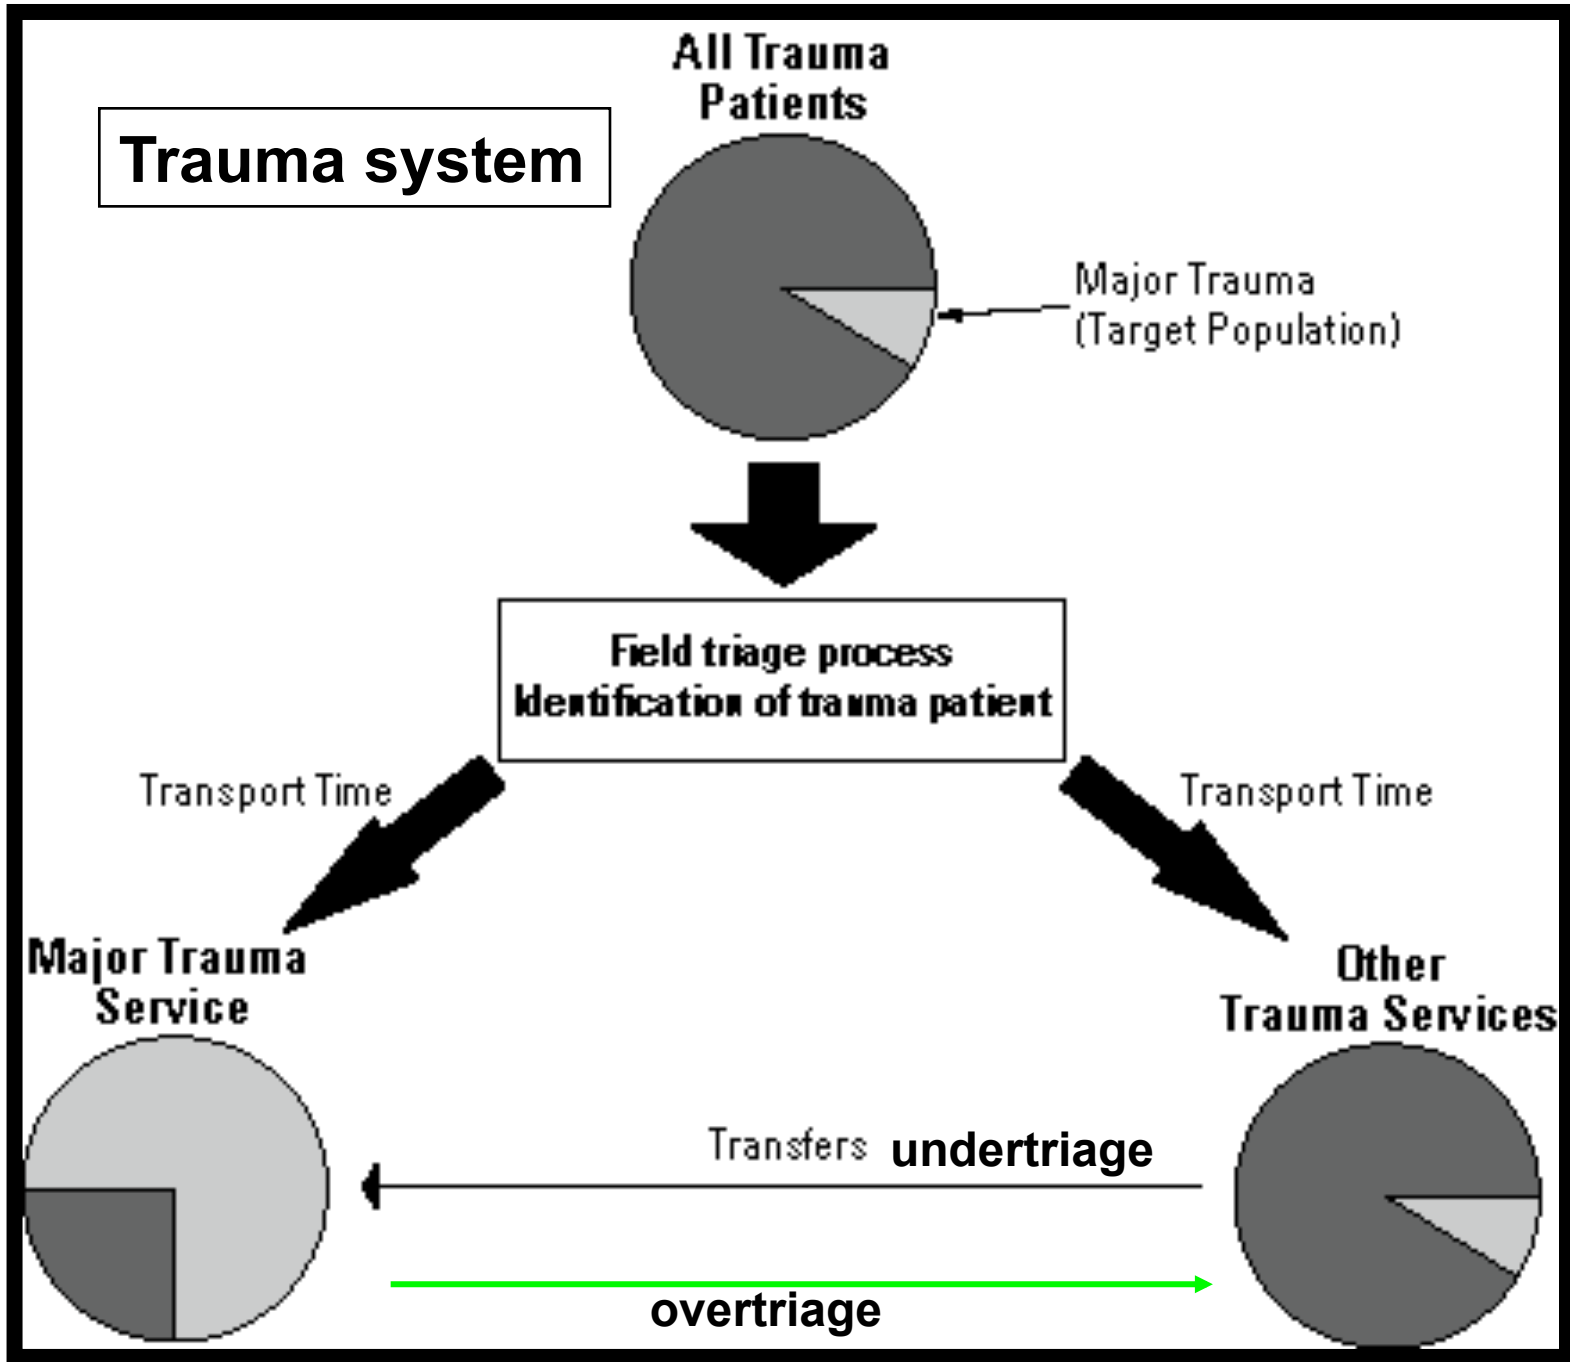 All Trauma
Patients
Trauma system
Major Trauma
(Target Population)
Field triage process
Identification of trauma patient
Transport Time
Transport Time
Major Trauma
Service
Other
Trauma Services
Transfers undertriage
overtriage